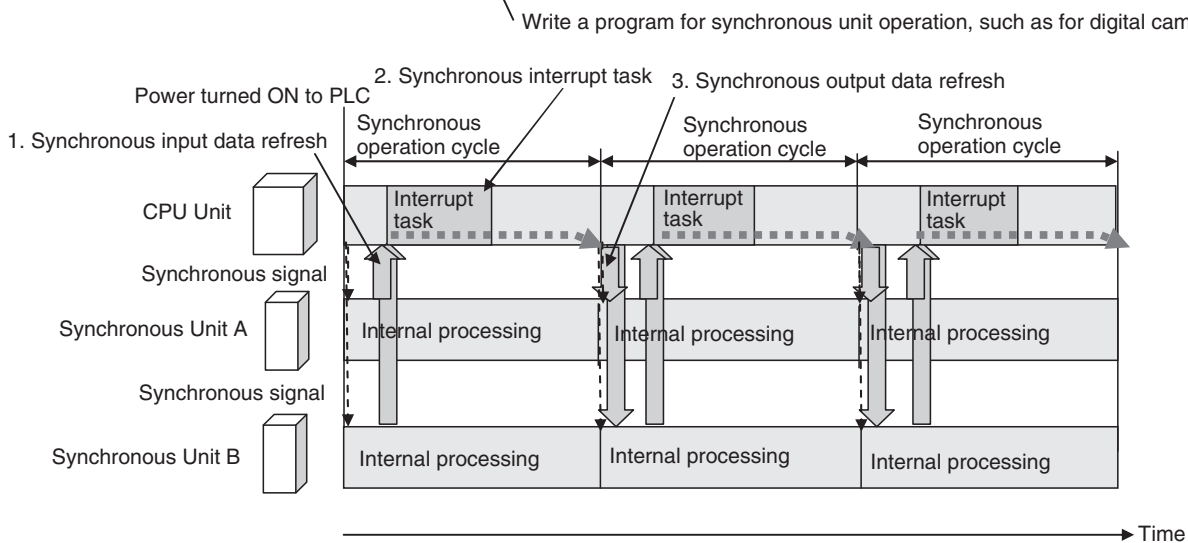 Write a program for synchronous unit operation, such as for digital cam
2. Synchronous interrupt task
3. Synchronous output data refresh
Power turned ON to PLC
1. Synchronous input data refresh
Synchronous
operation cycle
Synchronous
operation cycle
Synchronous
operation cycle
CPU Unit
Interrupt
task
Interrupt
task
Interrupt
task
Synchronous signal
Synchronous Unit A
Internal processing
Internal processing
Internal processing
Synchronous signal
Synchronous Unit B
Internal processing
Internal processing
Internal processing
Time